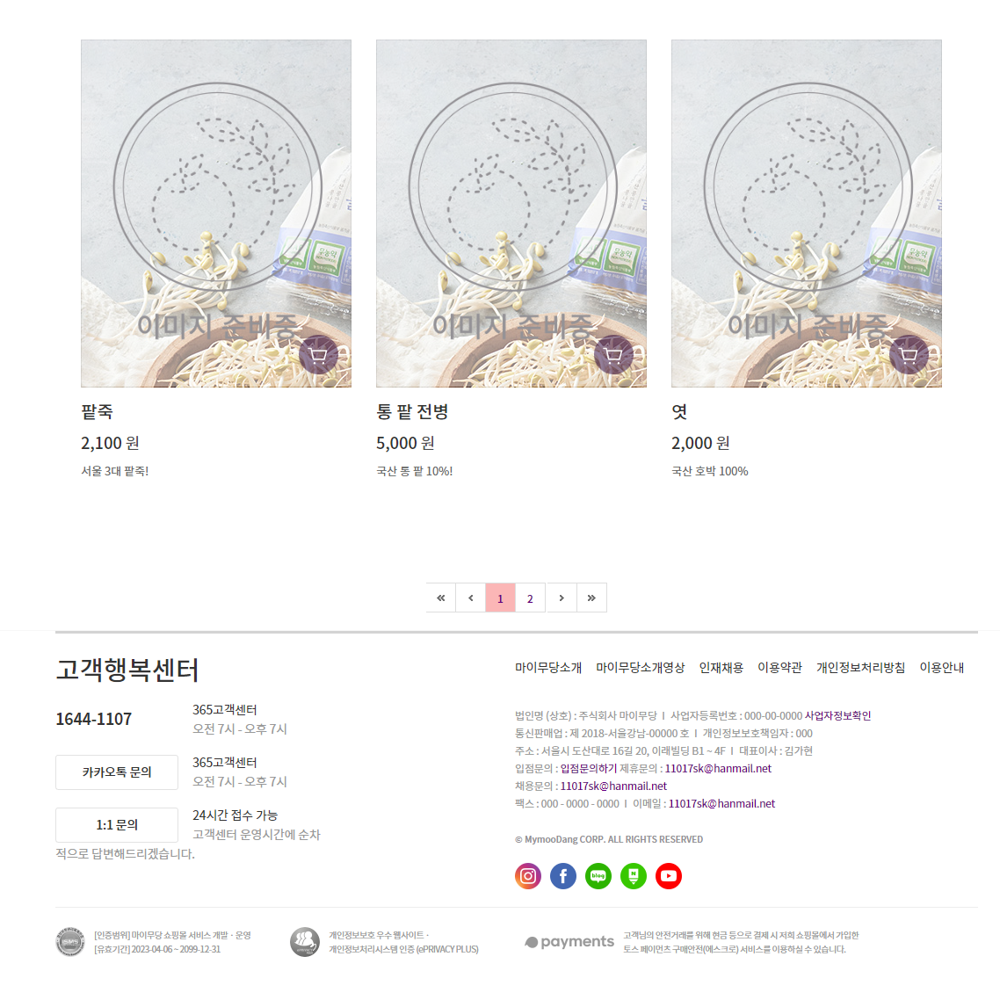 무농약
무농약
무농약
이미지 준비중
이미지 준비중
이미지 준비중
팥죽
통 팥 전병
엿
2,100 원
5,000 원
2,000 원
서울 3대 팥죽!
국산 통 팥 10%!
국산 호박 100%
1 2
고객행복센터
마이무당소개 마이무당소개영상 인재채용 이용약관 개인정보처리방침 이용안내
1644-1107
365고객센터
오전 7시 - 오후 7시
카카오톡 문의
365고객센터
오전 7시 - 오후 7시
1:1 문의
24시간 접수 가능
고객센터 운영시간에 순차
적으로 답변해드리겠습니다.
법인명 (상호) : 주식회사 마이무당 I 사업자등록번호 : 000-00-0000 사업자정보확인
통신판매업 : 제 2018-서울강남-00000 호 I 개인정보보호책임자 : 000
주소 : 서울시 도산대로 16길 20, 이래빌딩 B1 ~ 4F I 대표이사 : 김가현
입점문의 : 입점문의하기 제휴문의 : 11017sk@hanmail.net
채용문의 : 11017sk@hanmail.net
팩스 : 000 - 0000 - 0000 I 이메일 : 11017sk@hanmail.net
© MymooDang CORP. ALL RIGHTS RESERVED
blog
N
ISMS
[인증범위] 마이무당 쇼핑몰 서비스 개발 · 운영
[유효기간] 2023-04-06 ~ 2099-12-31
개인정보보호 우수 웹사이트 ·
개인정보처리시스템 인증 (ePRIVACY PLUS)
payments
고객님의 안전거래를 위해 현금 등으로 결제 시 저희 쇼핑몰에서 가입한
토스 페이먼츠 구매안전(에스크로) 서비스를 이용하실 수 있습니다.